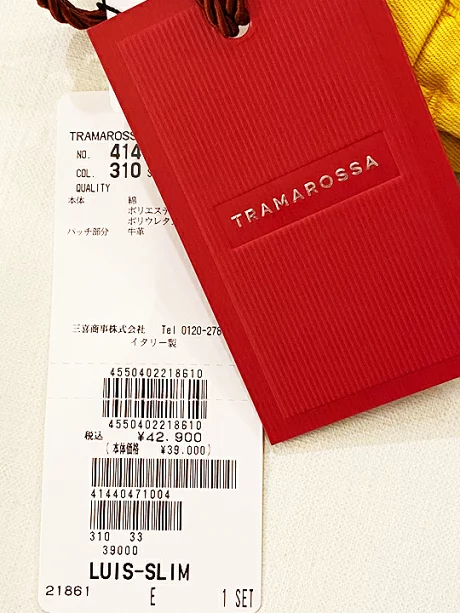 TRAMAROSSA
TRAMAROSS
NO. 414
COL. 310
QUALITY
本体 綿
ポリエステ
ポリウレタ
パッチ部分 牛革
三喜商事株式会社 Tel 0120-278
イタリー製
4550402218610
4550402218610
税込 ¥42,900
(本体価格 ¥39,000)
41440471004
310 33
39000
LUIS-SLIM
21861 E 1 SET